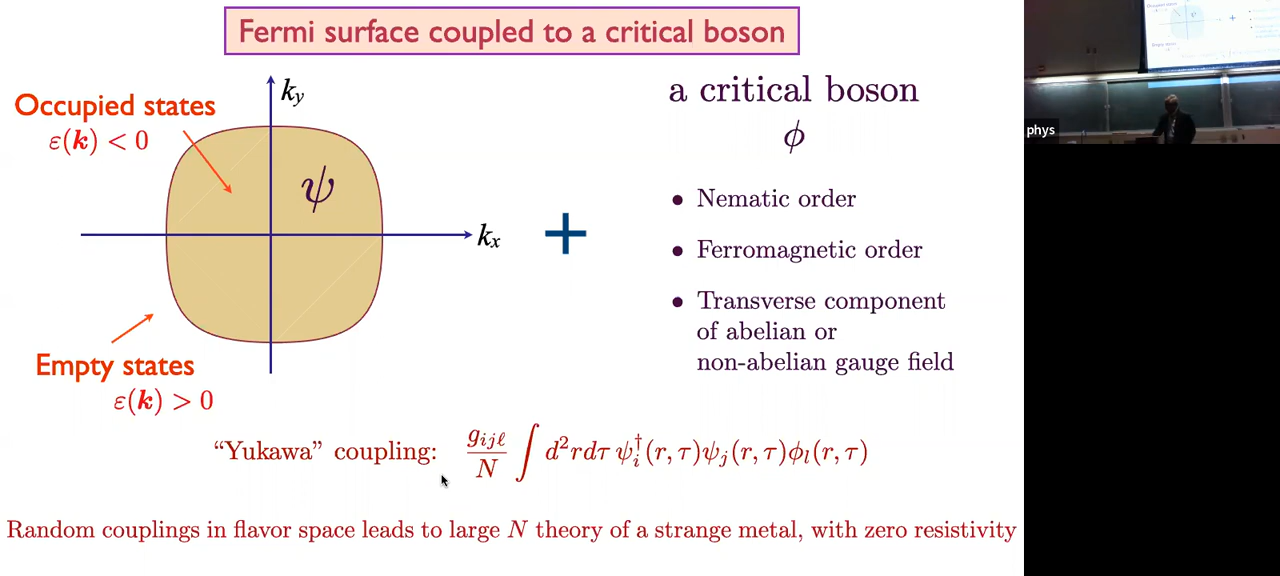 Fermi surface coupled to a critical boson
Occupied states
ε(k) < 0
k_y
ψ
k_x
Empty states
ε(k) > 0
+
a critical boson
ϕ
• Nematic order
• Ferromagnetic order
• Transverse component
of abelian or
non-abelian gauge field
“Yukawa” coupling: \frac{g_{ijℓ}}{N} ∫ d²r dτ ψ_i^†(r, τ)ψ_j(r, τ)ϕ_l(r, τ)
Random couplings in flavor space leads to large N theory of a strange metal, with zero resistivity
phys